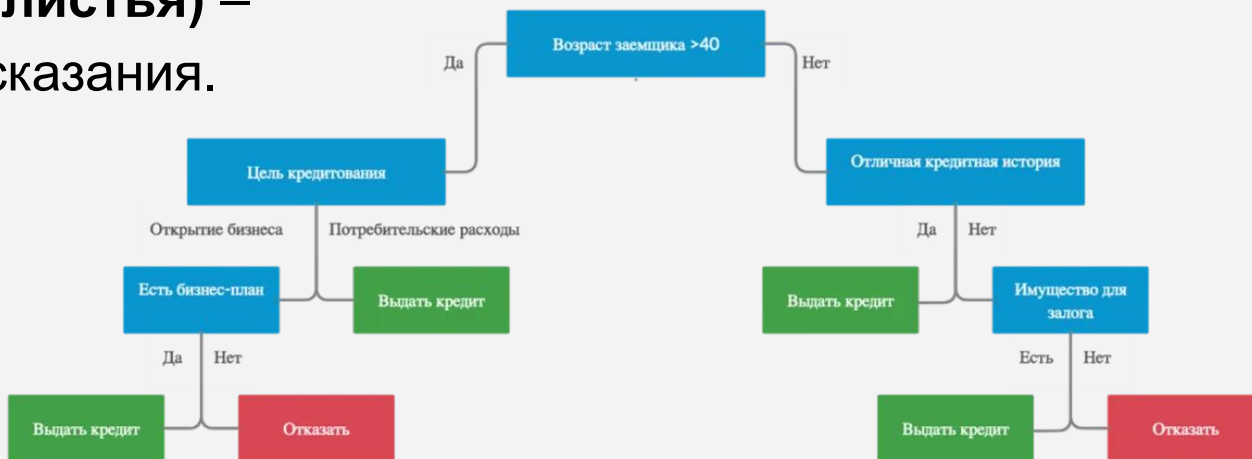 листья) –
сказания.
Возраст заемщика >40
Да
Нет
Цель кредитования
Отличная кредитная история
Открытие бизнеса
Потребительские расходы
Да
Нет
Есть бизнес-план
Выдать кредит
Выдать кредит
Имущество для
залога
Да
Нет
Есть
Нет
Выдать кредит
Отказать
Выдать кредит
Отказать